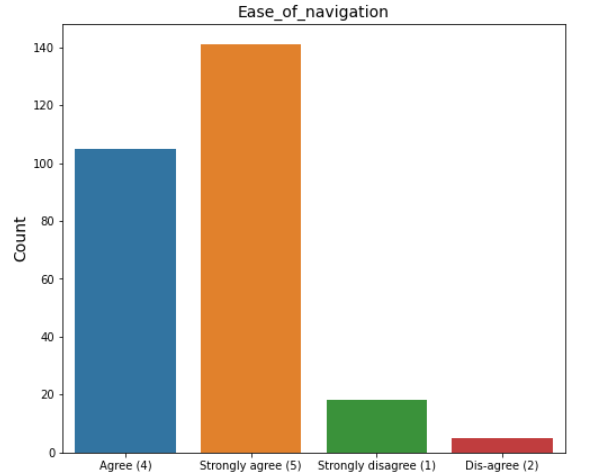 Ease_of_navigation
Count
140
120
100
80
60
40
20
0
Agree (4) Strongly agree (5) Strongly disagree (1) Dis-agree (2)